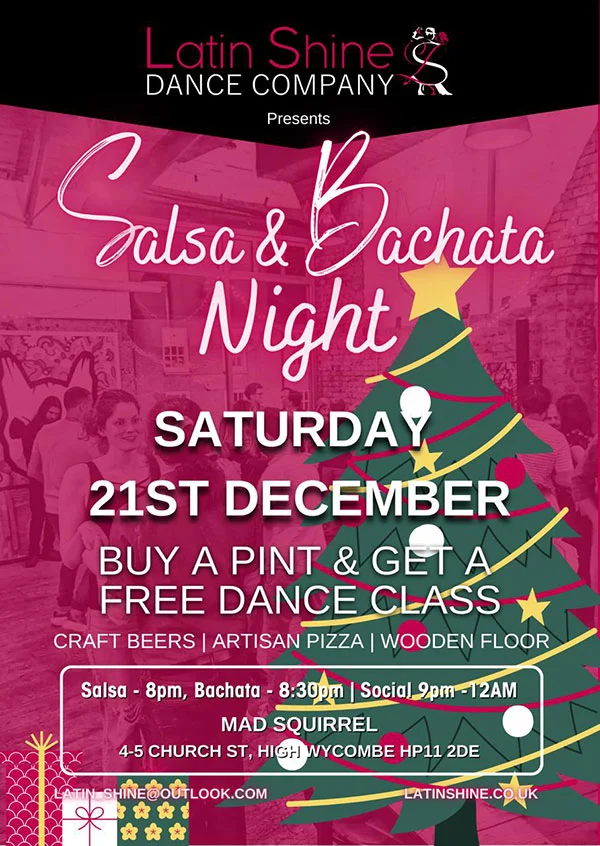 Latin Shine
DANCE COMPANY
Presents
Salsa & Bachata
Night
SATURDAY
21ST DECEMBER
BUY A PINT & GET A
FREE DANCE CLASS
CRAFT BEERS | ARTISAN PIZZA | WOODEN FLOOR
Salsa - 8pm, Bachata - 8:30pm | Social 9pm -12AM
MAD SQUIRREL
4-5 CHURCH ST, HIGH WYCOMBE HP11 2DE
LATIN_SHINE@OUTLOOK.COM
LATINSHINE.CO.UK